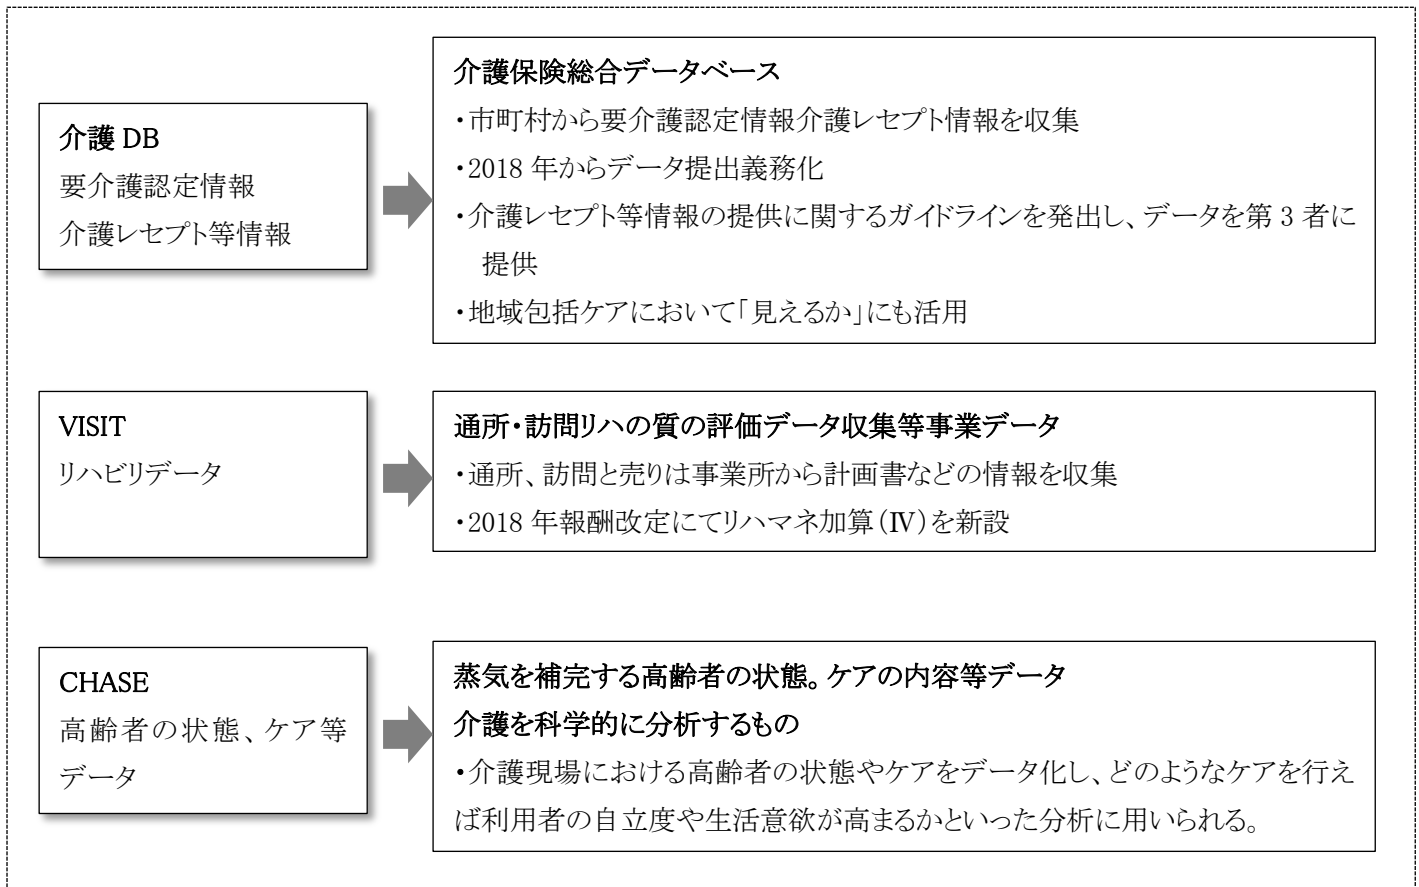 介護 DB
要介護認定情報
介護レセプト等情報
介護保険総合データベース
・市町村から要介護認定情報介護レセプト情報を収集
・2018 年からデータ提出義務化
・介護レセプト等情報の提供に関するガイドラインを発出し、データを第 3 者に
提供
・地域包括ケアにおいて「見えるか」にも活用
VISIT
リハビリデータ
通所・訪問リハの質の評価データ収集等事業データ
・通所、訪問と売りは事業所から計画書などの情報を収集
・2018 年報酬改定にてリハマネ加算(Ⅳ)を新設
CHASE
高齢者の状態、ケア等
データ
蒸気を補完する高齢者の状態。ケアの内容等データ
介護を科学的に分析するもの
・介護現場における高齢者の状態やケアをデータ化し、どのようなケアを行え
ば利用者の自立度や生活意欲が高まるかといった分析に用いられる。